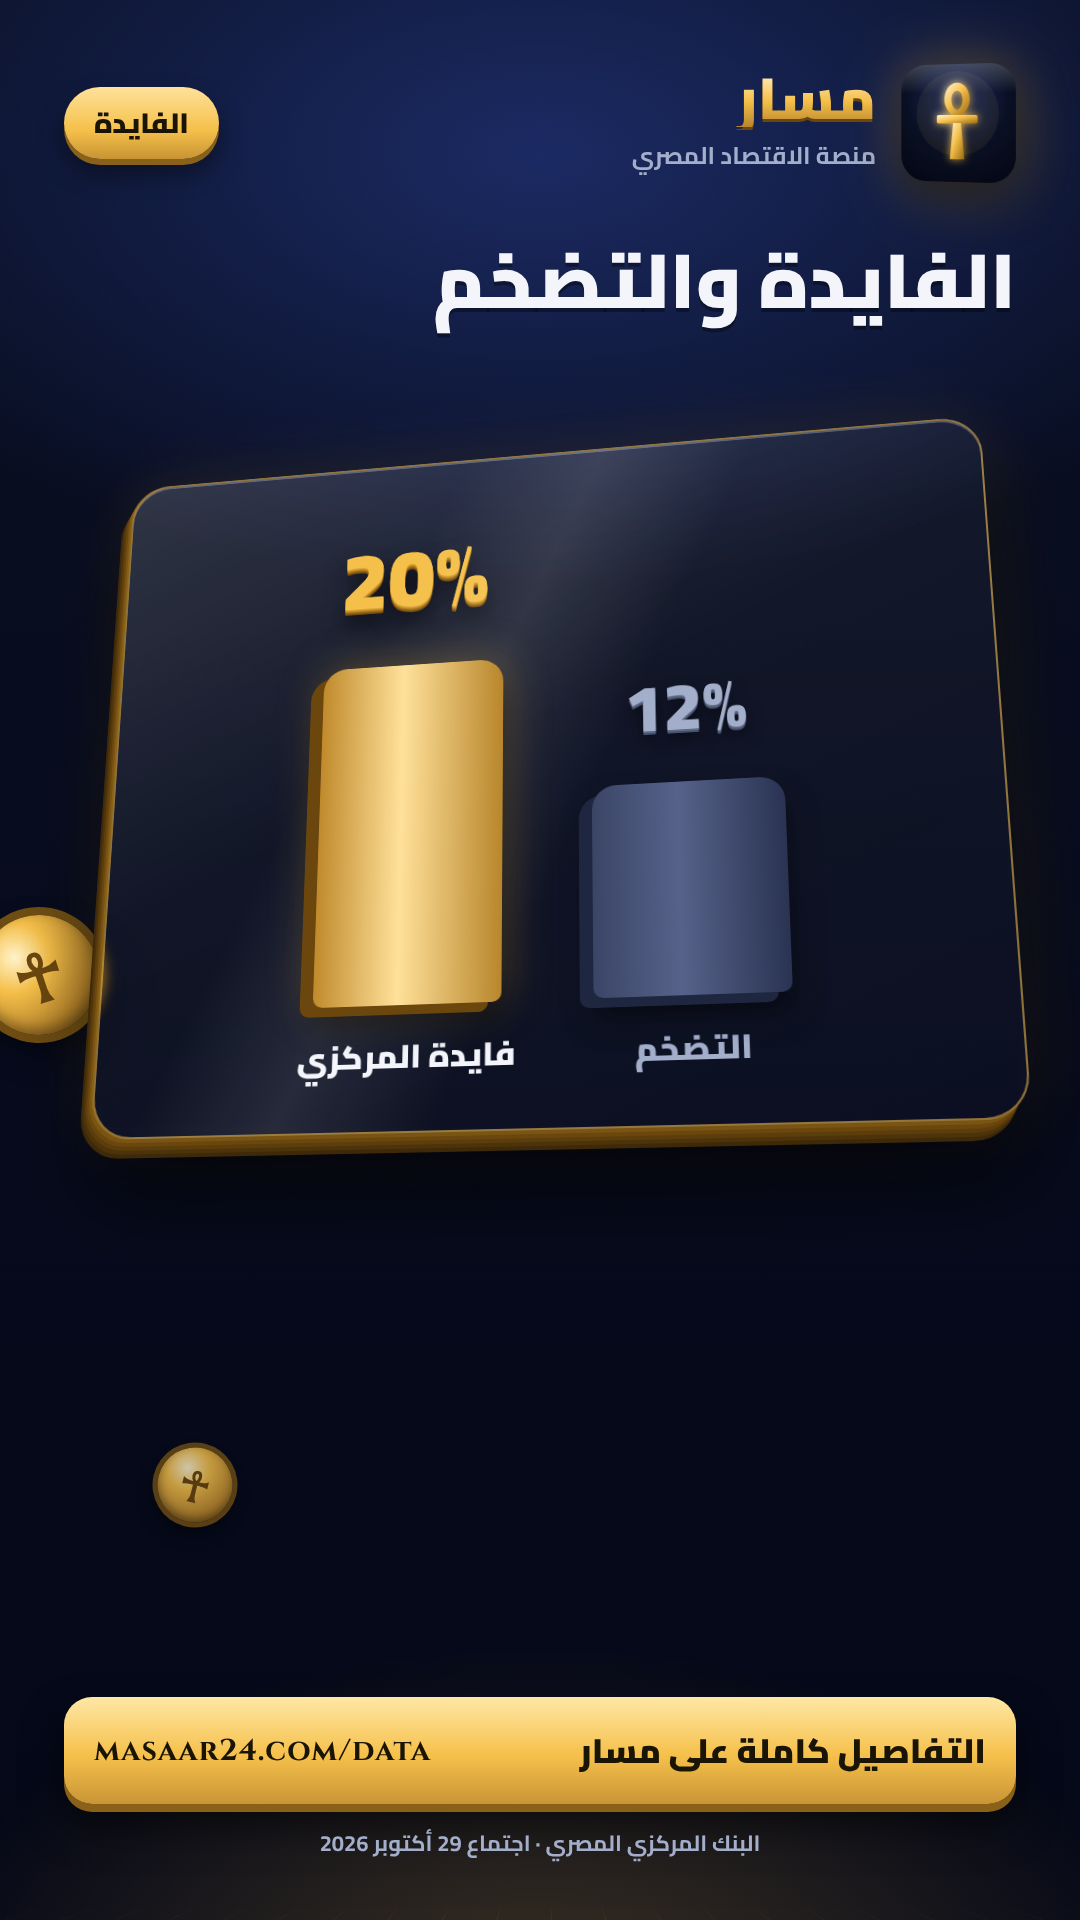 مسار
منصة الاقتصاد المصري
الفايدة
الفايدة والتضخم
20%
12%
فايدة المركزي
التضخم
التفاصيل كاملة على مسار
MASAAR24.COM/DATA
البنك المركزي المصري · اجتماع 29 أكتوبر 2026